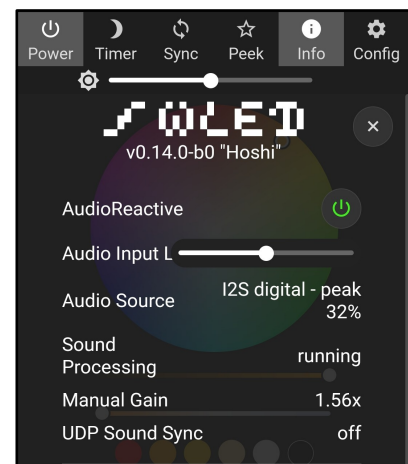 Power Timer Sync Peek Info Config
WLED
v0.14.0-b0 "Hoshi"
AudioReactive
Audio Input L
Audio Source I2S digital - peak
32%
Sound
Processing running
Manual Gain 1.56x
UDP Sound Sync off